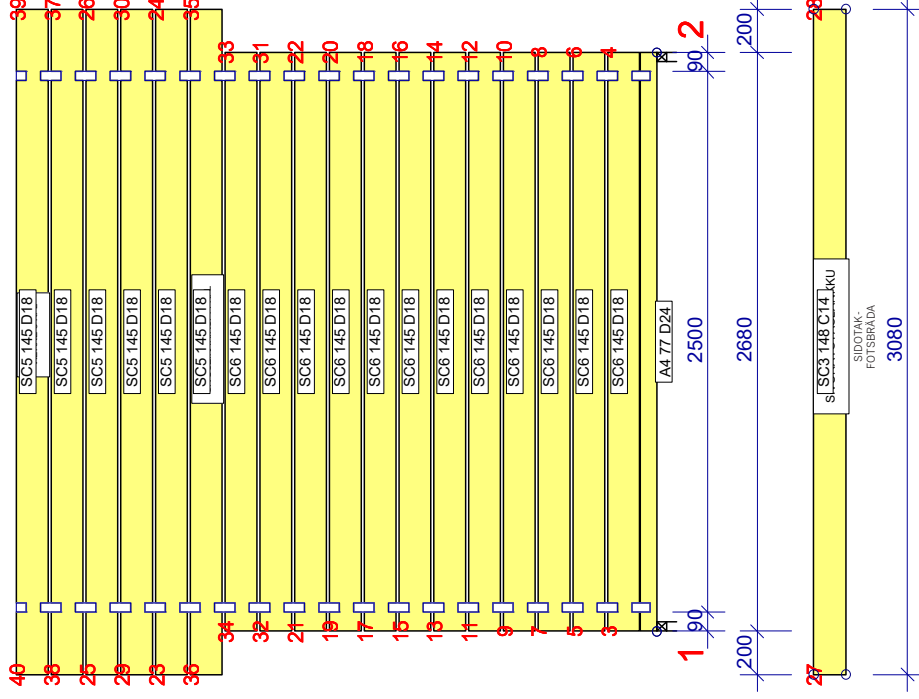 39
37
26
30
24
35
33
31
22
20
18
16
14
12
10
8
6
4
2
28
90
200
SC5 145 D18
SC5 145 D18
SC5 145 D18
SC5 145 D18
SC5 145 D18
SC5 145 D18
SC6 145 D18
SC6 145 D18
SC6 145 D18
SC6 145 D18
SC6 145 D18
SC6 145 D18
SC6 145 D18
SC6 145 D18
SC6 145 D18
SC6 145 D18
SC6 145 D18
SC6 145 D18
A4 77 D24
2500
2680
SC3 148 C14
SIDOTAK-
FOTSBRÄDA
3080
40
38
25
29
23
36
34
32
21
19
17
15
13
11
9
7
5
3
1
90
200
27